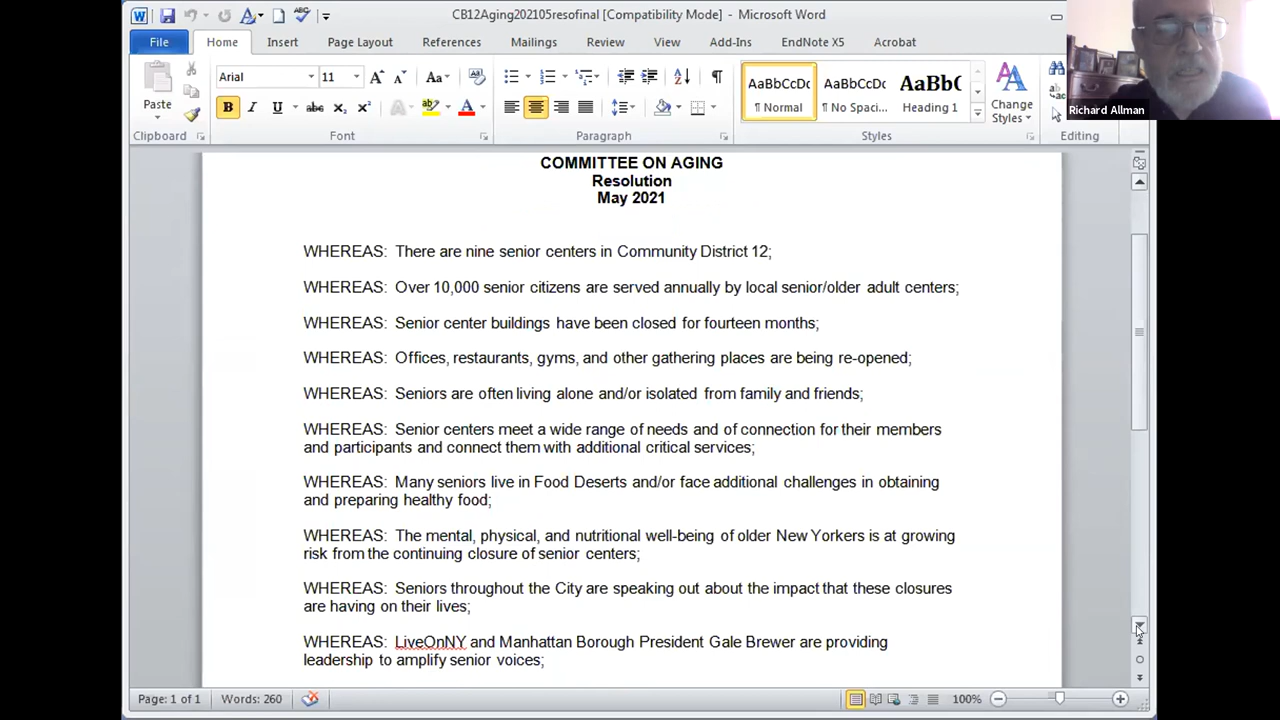 CB12Aging202105resofinal [Compatibility Mode] - Microsoft Word
File Home Insert Page Layout References Mailings Review View Add-Ins EndNote X5 Acrobat
Paste
Arial 11
Aa
B I U abc x₂ x²
AaBbCcDc AaBbCcDc AaBbC
¶ Normal ¶ No Spaci... Heading 1
Change Styles
Clipboard Font Paragraph Styles Editing
Richard Allman
COMMITTEE ON AGING
Resolution
May 2021
WHEREAS: There are nine senior centers in Community District 12;
WHEREAS: Over 10,000 senior citizens are served annually by local senior/older adult centers;
WHEREAS: Senior center buildings have been closed for fourteen months;
WHEREAS: Offices, restaurants, gyms, and other gathering places are being re-opened;
WHEREAS: Seniors are often living alone and/or isolated from family and friends;
WHEREAS: Senior centers meet a wide range of needs and of connection for their members
and participants and connect them with additional critical services;
WHEREAS: Many seniors live in Food Deserts and/or face additional challenges in obtaining
and preparing healthy food;
WHEREAS: The mental, physical, and nutritional well-being of older New Yorkers is at growing
risk from the continuing closure of senior centers;
WHEREAS: Seniors throughout the City are speaking out about the impact that these closures
are having on their lives;
WHEREAS: LiveOnNY and Manhattan Borough President Gale Brewer are providing
leadership to amplify senior voices;
Page: 1 of 1 Words: 260 100%